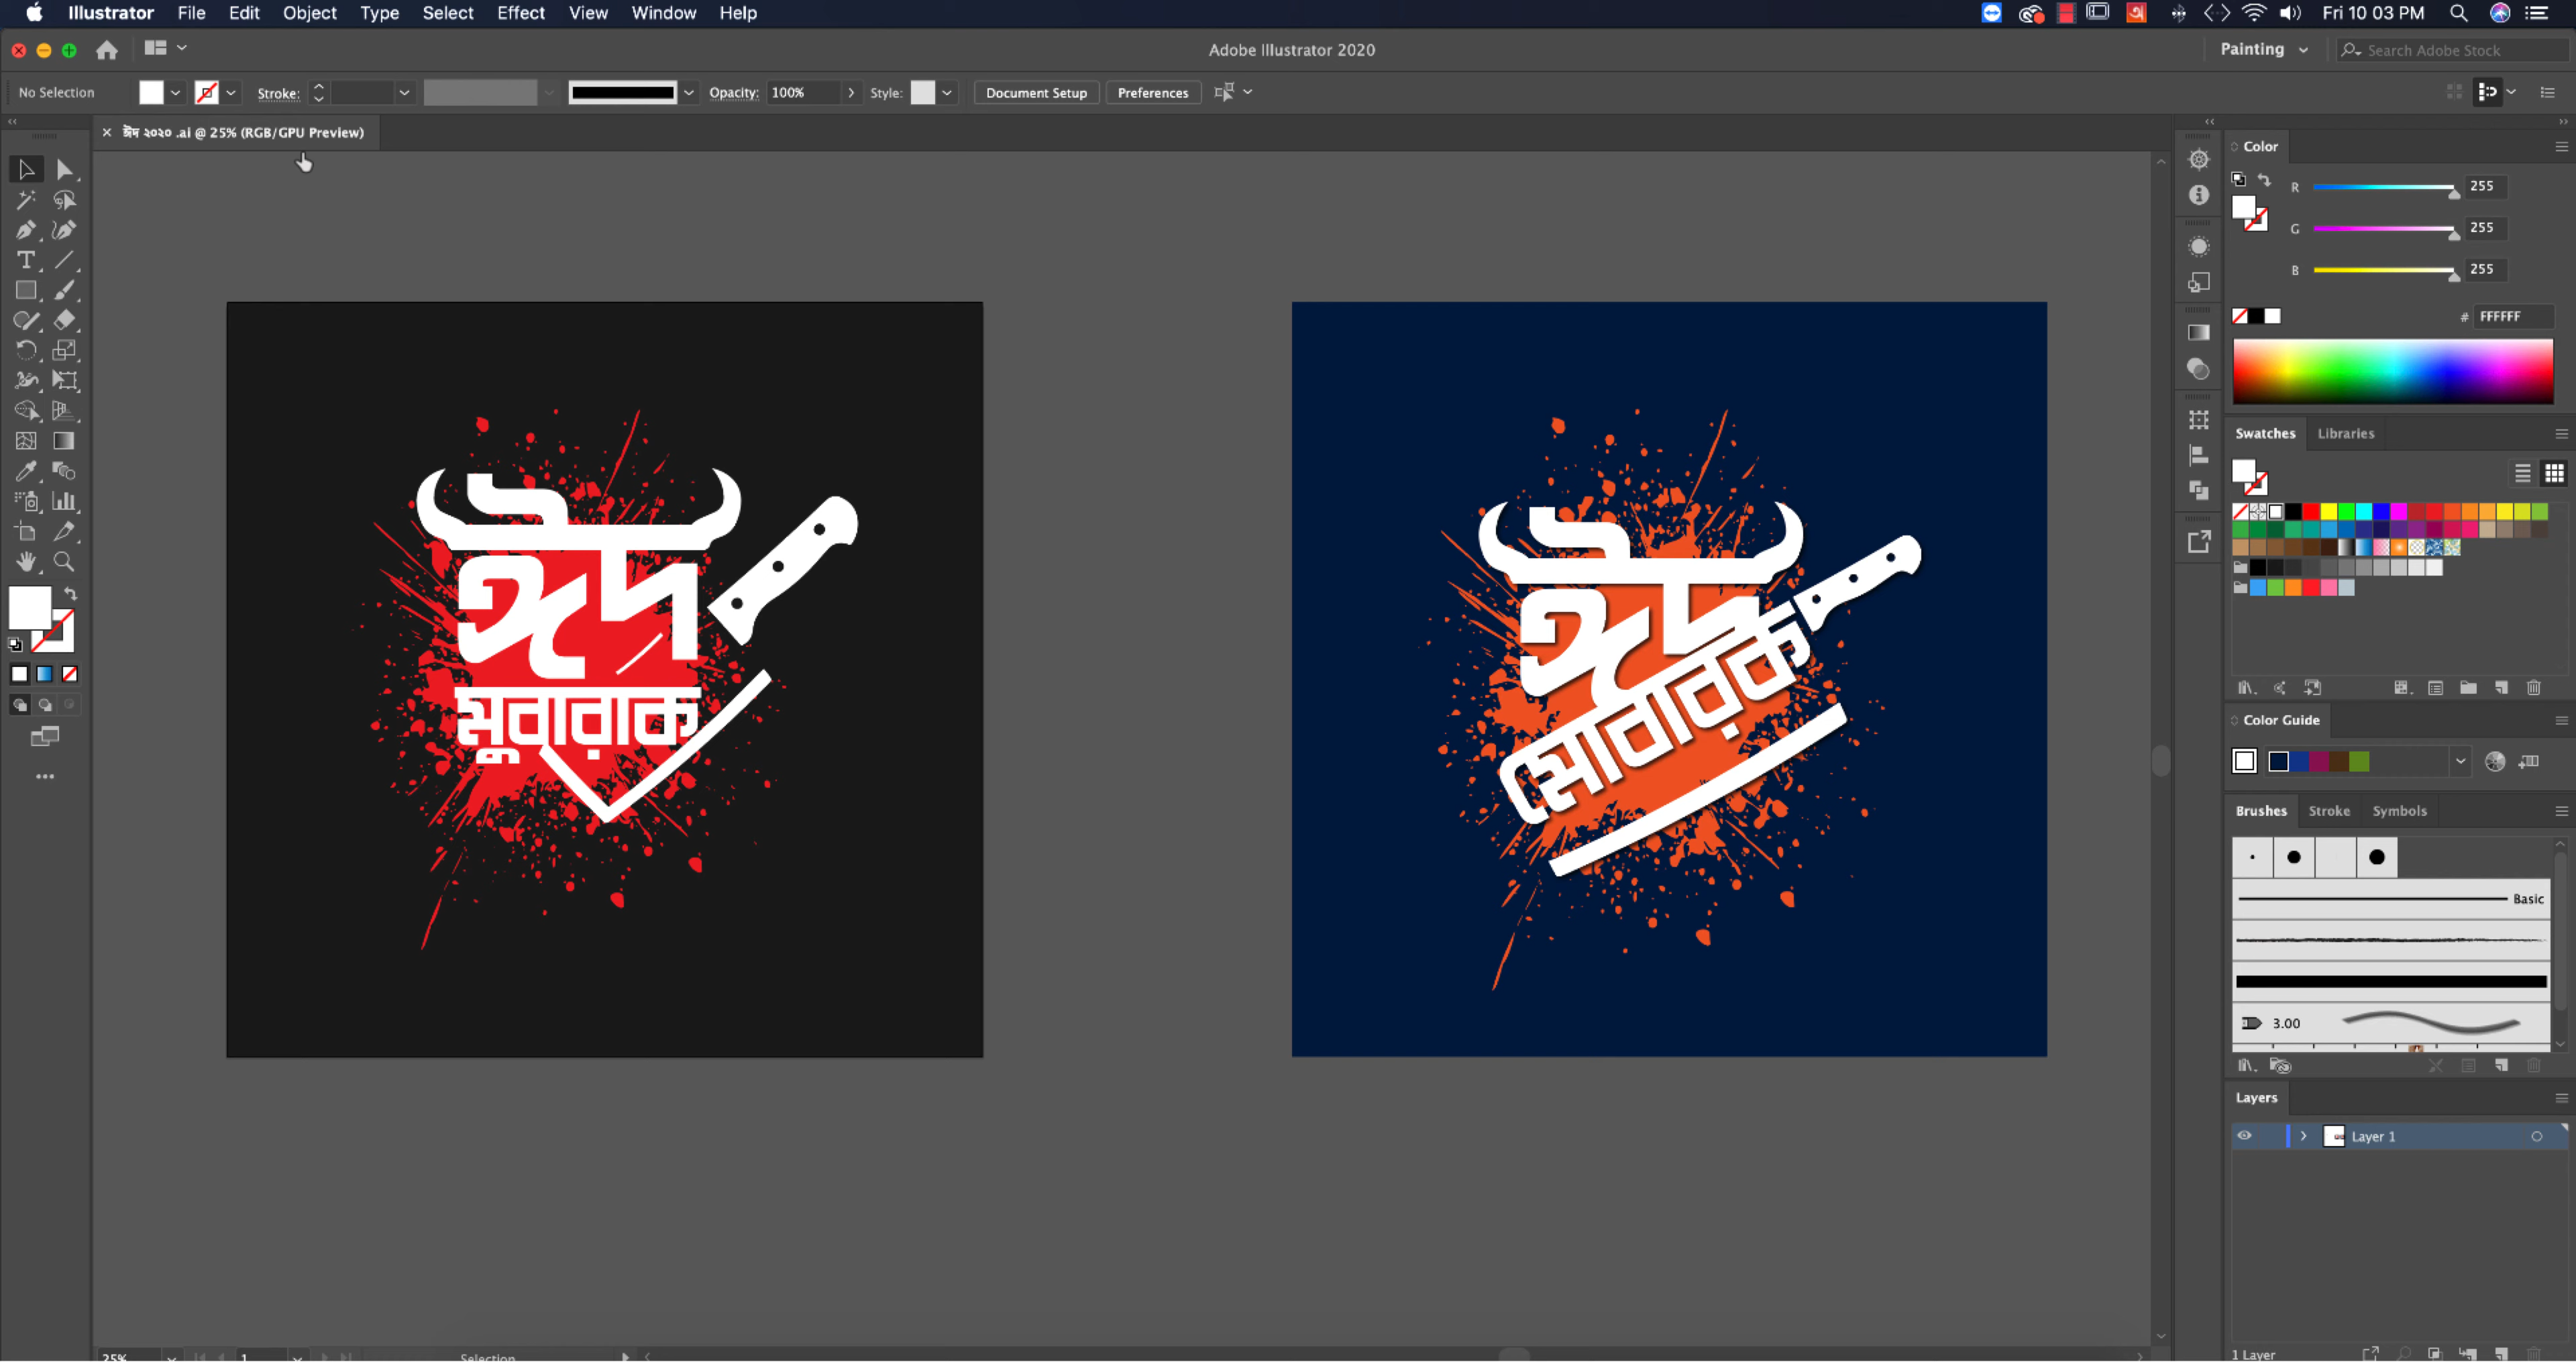 Illustrator File Edit Object Type Select Effect View Window Help
অ
Fri 10 03 PM
Adobe Illustrator 2020
Painting
Search Adobe Stock
No Selection
Stroke:
Opacity: 100%
Style:
Document Setup
Preferences
ঈদ ২০২০ .ai @ 25% (RGB/GPU Preview)
ঈদ
মুবারাক
ঈদ
মোবারক
Color
R 255
G 255
B 255
# FFFFFF
Swatches Libraries
Color Guide
Brushes Stroke Symbols
Basic
3.00
Layers
Layer 1
1 Layer
25%
1
Selection